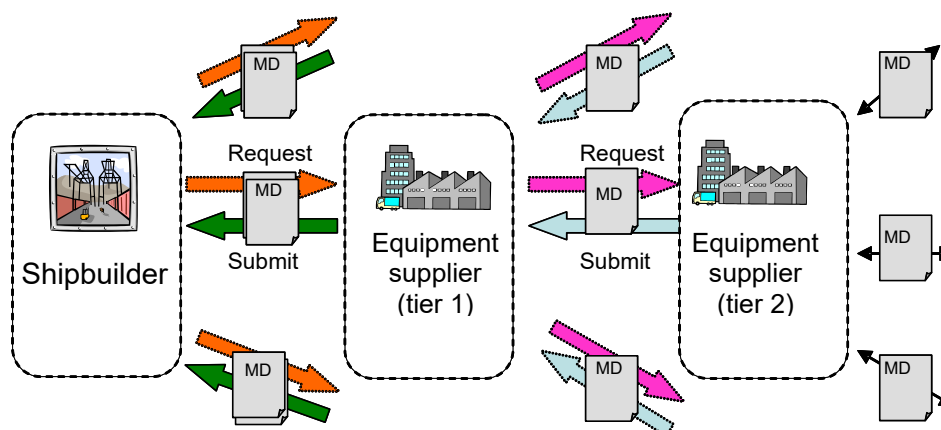 MD
MD
MD
Request
Request
MD
MD
MD
Submit
Submit
Shipbuilder
Equipment
supplier
(tier 1)
Equipment
supplier
(tier 2)
MD
MD
MD